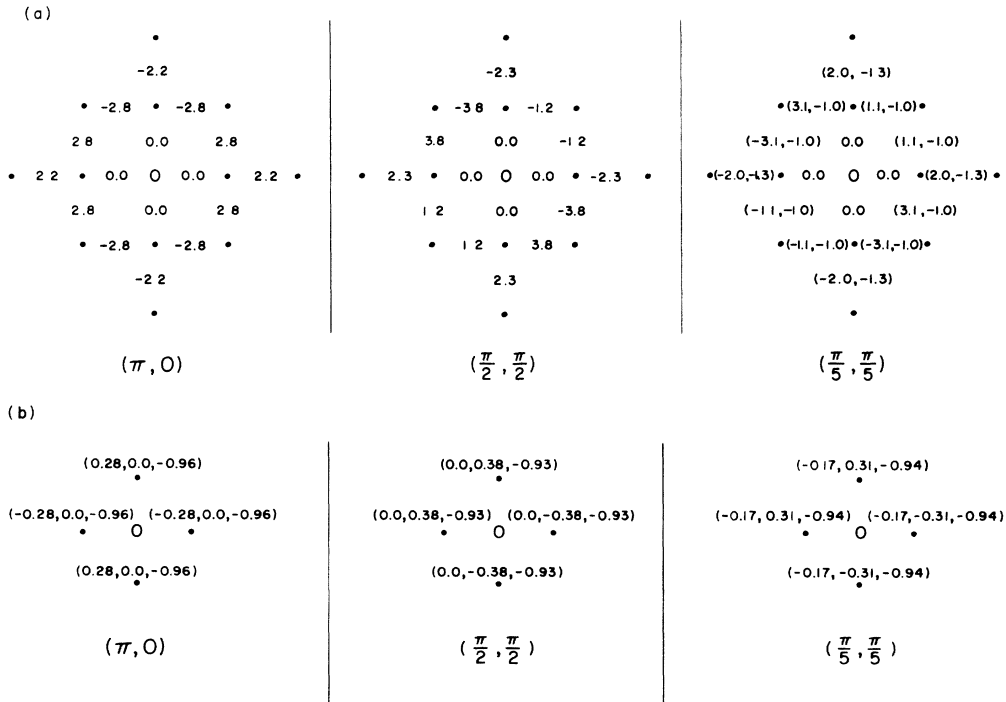 (a)
-2.2 -2.3 (2.0, -1.3)
-2.8 -2.8 -3.8 -1.2 (3.1, -1.0) (1.1, -1.0)
2.8 0.0 2.8 3.8 0.0 -1.2 (-3.1, -1.0) 0.0 (1.1, -1.0)
2.2 0.0 O 0.0 2.2 2.3 0.0 O 0.0 -2.3 (-2.0, -1.3) 0.0 O 0.0 (2.0, -1.3)
2.8 0.0 2.8 1.2 0.0 -3.8 (-1.1, -1.0) 0.0 (3.1, -1.0)
-2.8 -2.8 1.2 3.8 (-1.1, -1.0) (-3.1, -1.0)
-2.2 2.3 (-2.0, -1.3)
(π, 0) (π/2, π/2) (π/5, π/5)
(b)
(0.28,0.0,-0.96) (0.0,0.38,-0.93) (-0.17, 0.31, -0.94)
(-0.28,0.0,-0.96) (-0.28,0.0,-0.96) (0.0,0.38,-0.93) (0.0,-0.38,-0.93) (-0.17, 0.31, -0.94) (-0.17,-0.31,-0.94)
O O O
(0.28,0.0,-0.96) (0.0,-0.38,-0.93) (-0.17,-0.31,-0.94)
(π, 0) (π/2, π/2) (π/5, π/5)